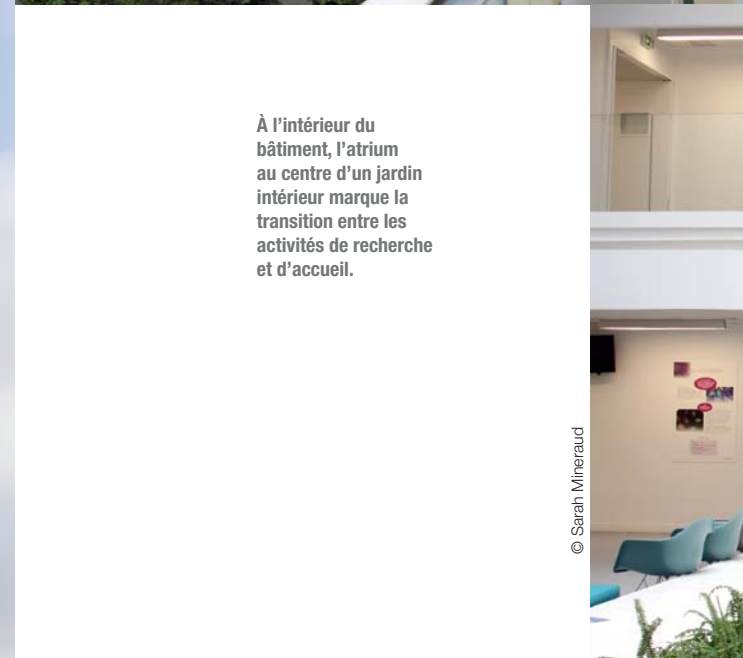 À l’intérieur du
bâtiment, l’atrium
au centre d’un jardin
intérieur marque la
transition entre les
activités de recherche
et d’accueil.
© Sarah Mineraud